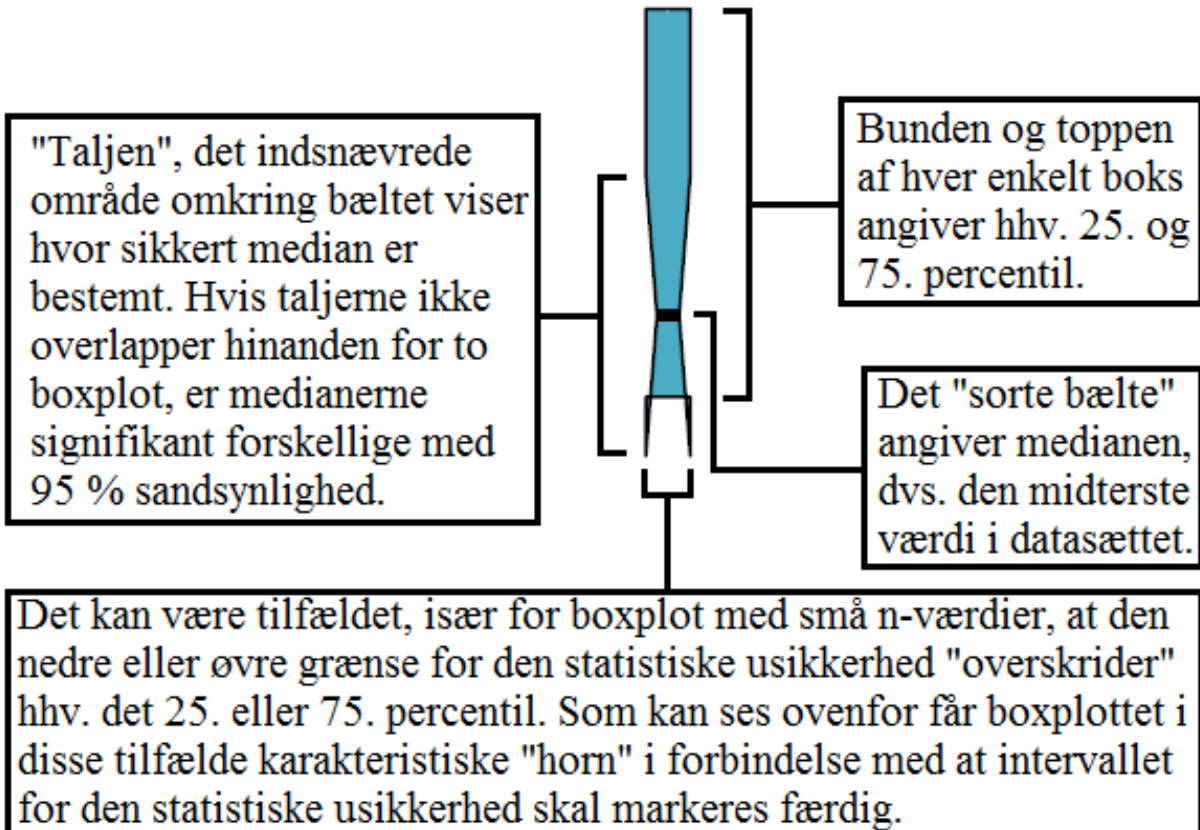 "Taljen", det indsnævrede
område omkring bæltet viser
hvor sikkert median er
bestemt. Hvis taljerne ikke
overlapper hinanden for to
boxplot, er medianerne
signifikant forskellige med
95 % sandsynlighed.
Bunden og toppen
af hver enkelt boks
angiver hhv. 25. og
75. percentil.
Det "sorte bælte"
angiver medianen,
dvs. den midterste
værdi i datasættet.
Det kan være tilfældet, især for boxplot med små n-værdier, at den
nedre eller øvre grænse for den statistiske usikkerhed "overskrider"
hhv. det 25. eller 75. percentil. Som kan ses ovenfor får boxplottet i
disse tilfælde karakteristiske "horn" i forbindelse med at intervallet
for den statistiske usikkerhed skal markeres færdig.